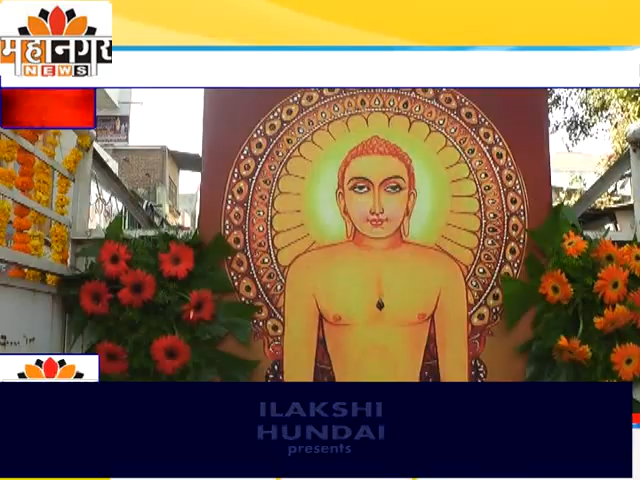 महानगर
NEWS
ILAKSHI
HUNDAI
presents